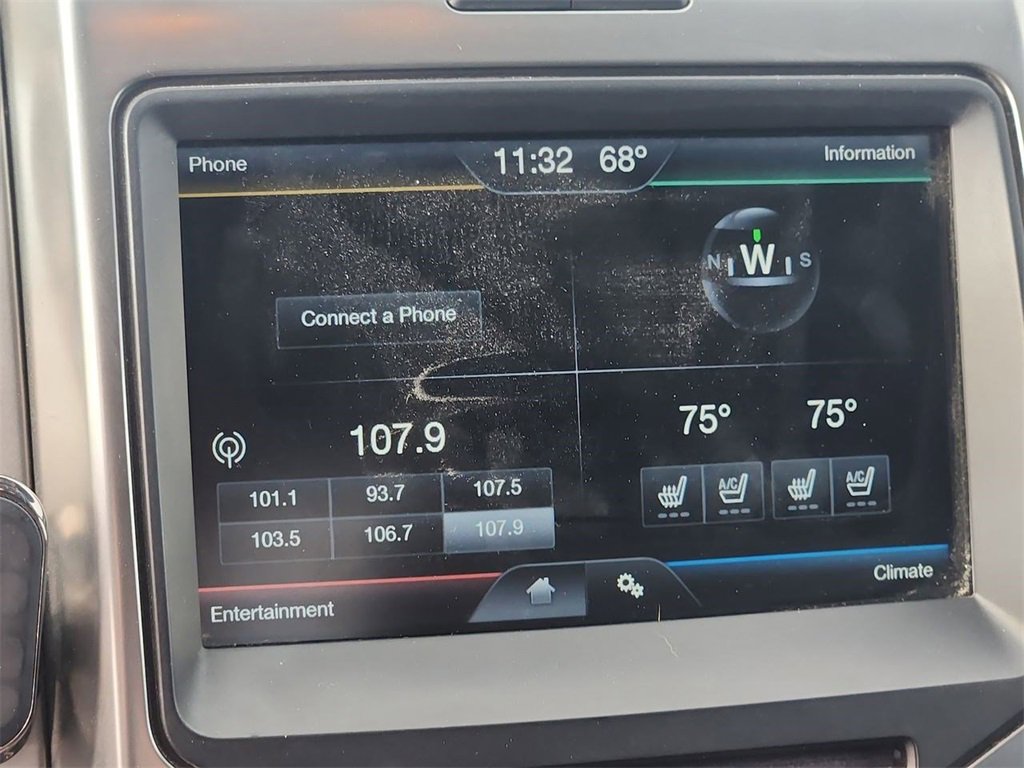 Phone 11:32 68° Information
N W S
Connect a Phone
107.9 75° 75°
101.1 93.7 107.5
A/C A/C
103.5 106.7 107.9
Entertainment Climate